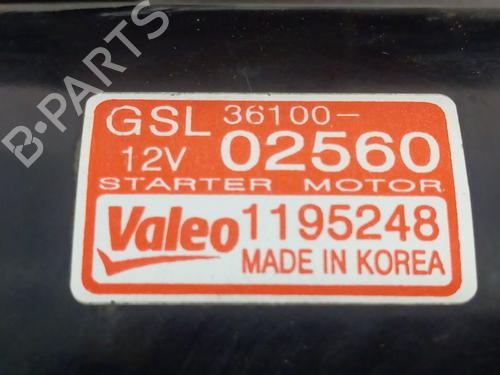 GSL 36100-
12V 02560
STARTER MOTOR
Valeo 1195248
MADE IN KOREA
B-PARTS